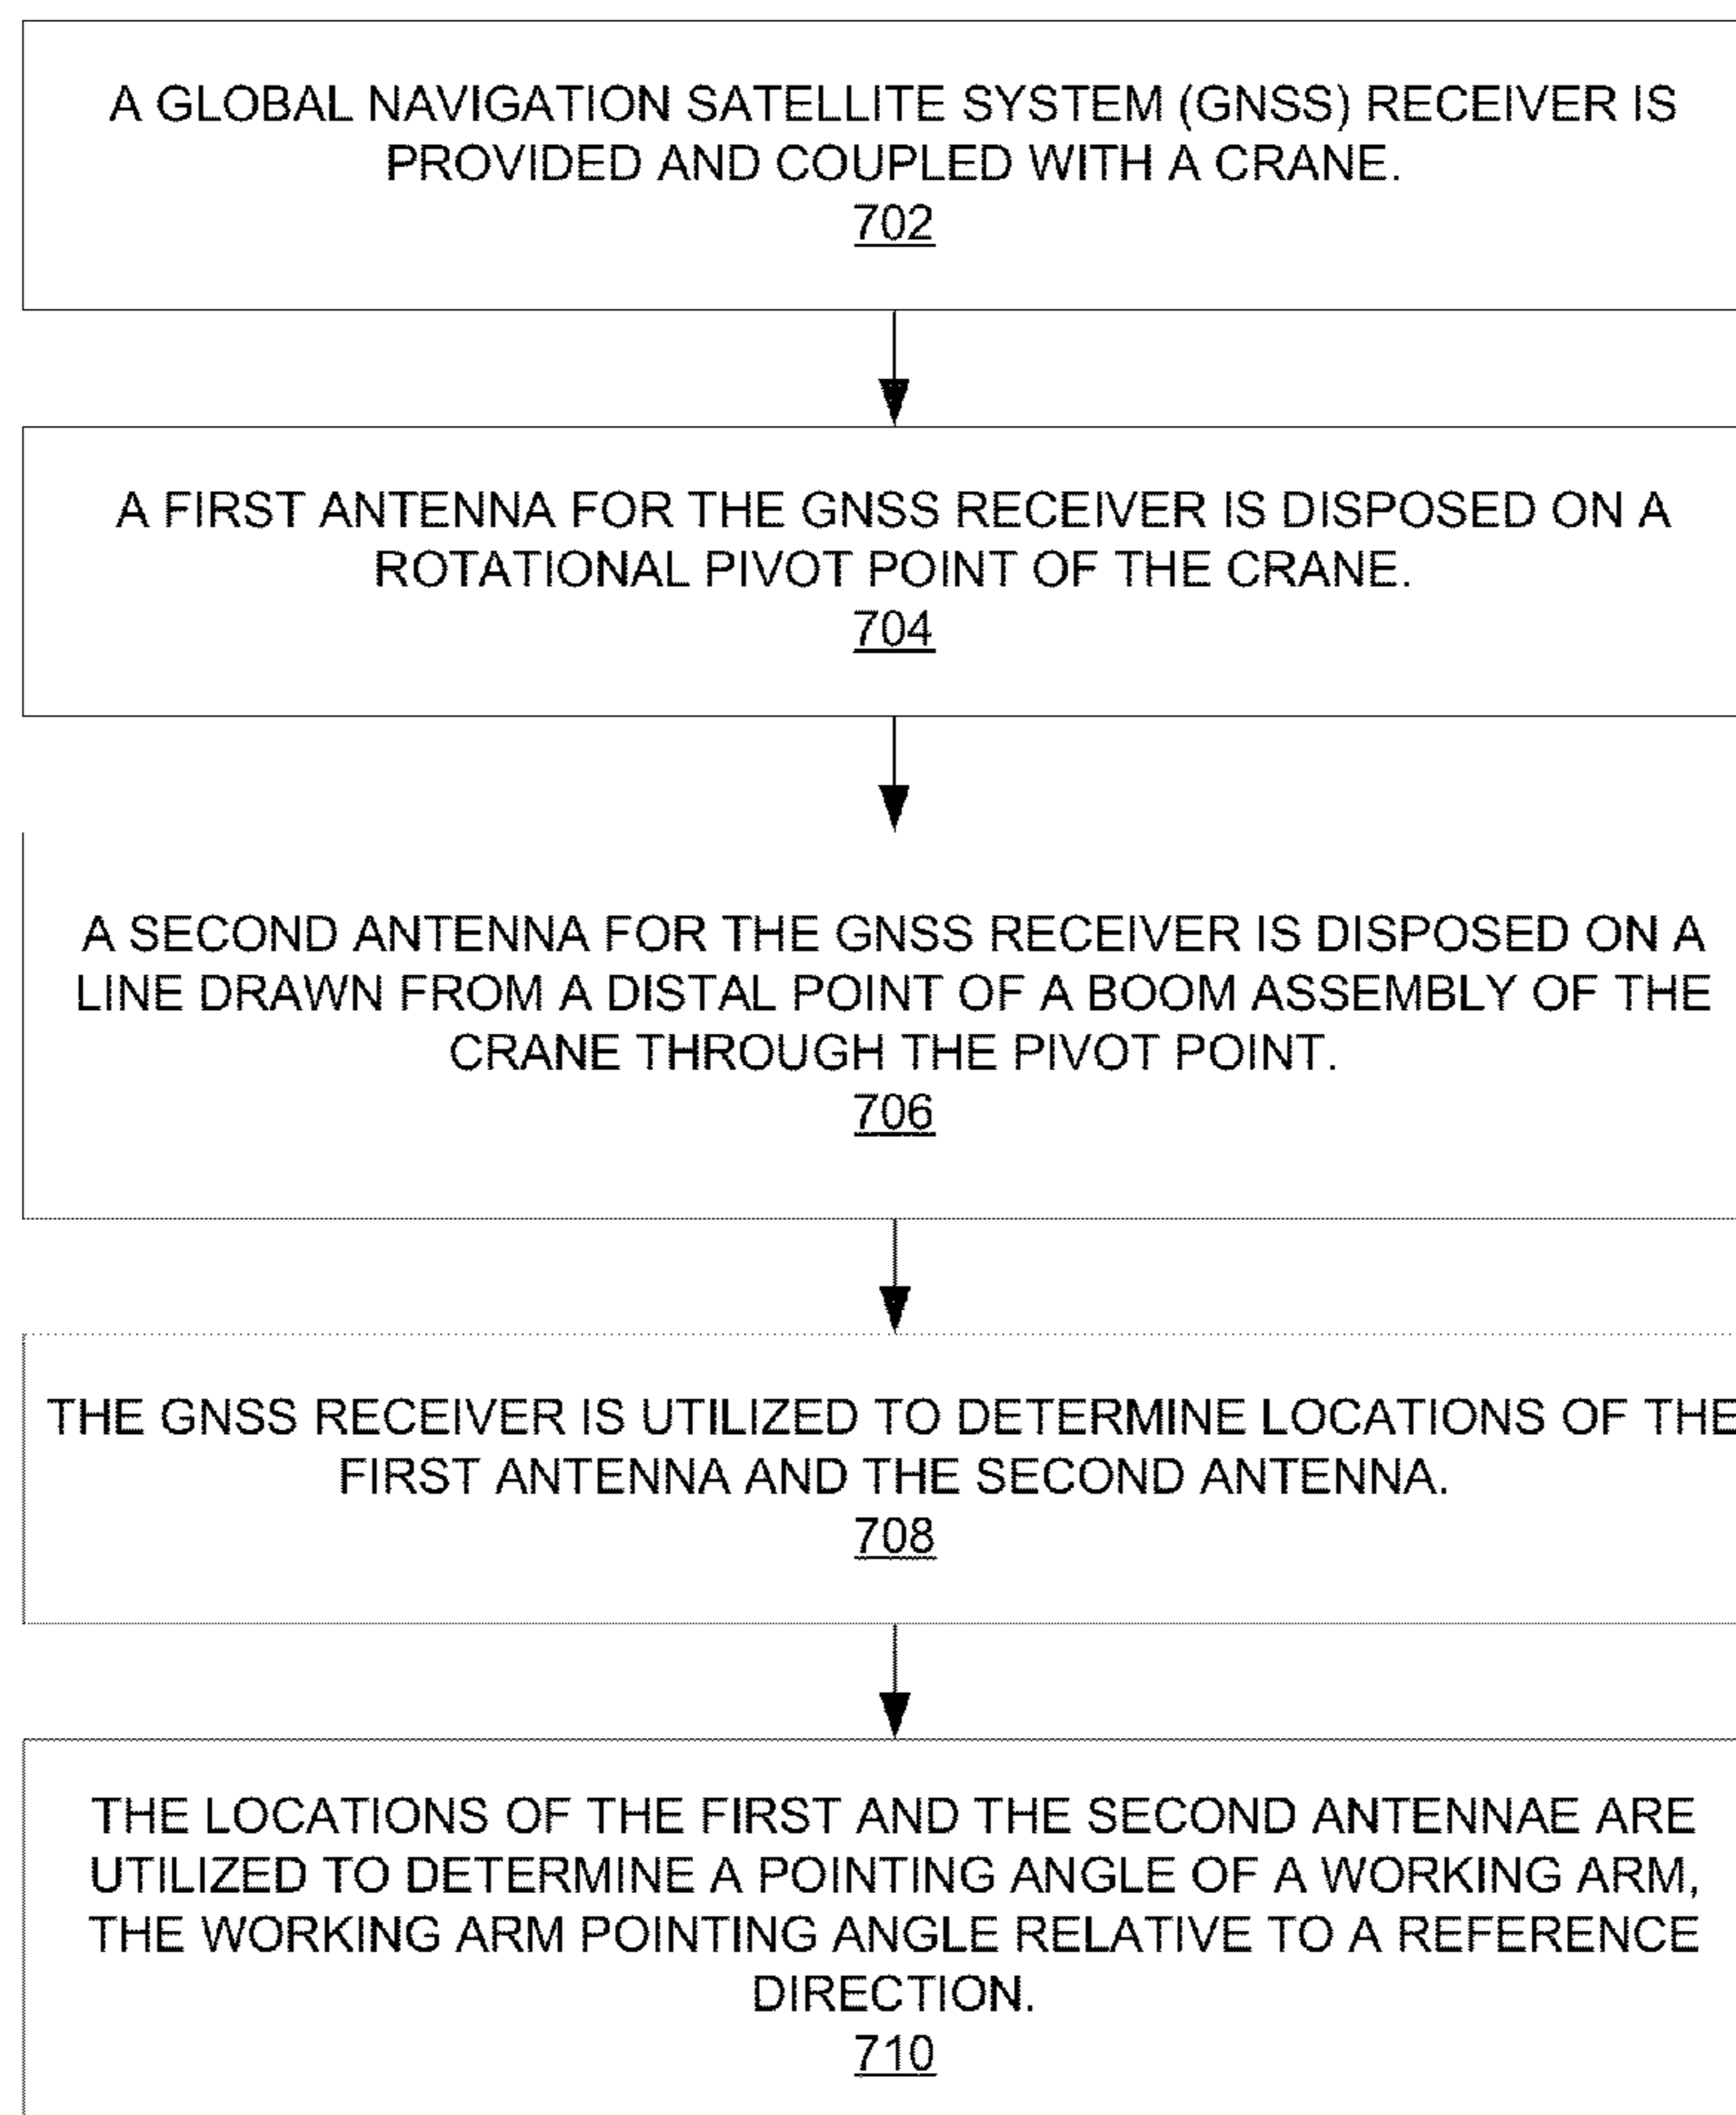 A GLOBAL NAVIGATION SATELLITE SYSTEM (GNSS) RECEIVER IS
PROVIDED AND COUPLED WITH A CRANE.
702
A FIRST ANTENNA FOR THE GNSS RECEIVER IS DISPOSED ON A
ROTATIONAL PIVOT POINT OF THE CRANE.
704
A SECOND ANTENNA FOR THE GNSS RECEIVER IS DISPOSED ON A
LINE DRAWN FROM A DISTAL POINT OF A BOOM ASSEMBLY OF THE
CRANE THROUGH THE PIVOT POINT.
706
THE GNSS RECEIVER IS UTILIZED TO DETERMINE LOCATIONS OF THE
FIRST ANTENNA AND THE SECOND ANTENNA.
708
THE LOCATIONS OF THE FIRST AND THE SECOND ANTENNAE ARE
UTILIZED TO DETERMINE A POINTING ANGLE OF A WORKING ARM,
THE WORKING ARM POINTING ANGLE RELATIVE TO A REFERENCE
DIRECTION.
710